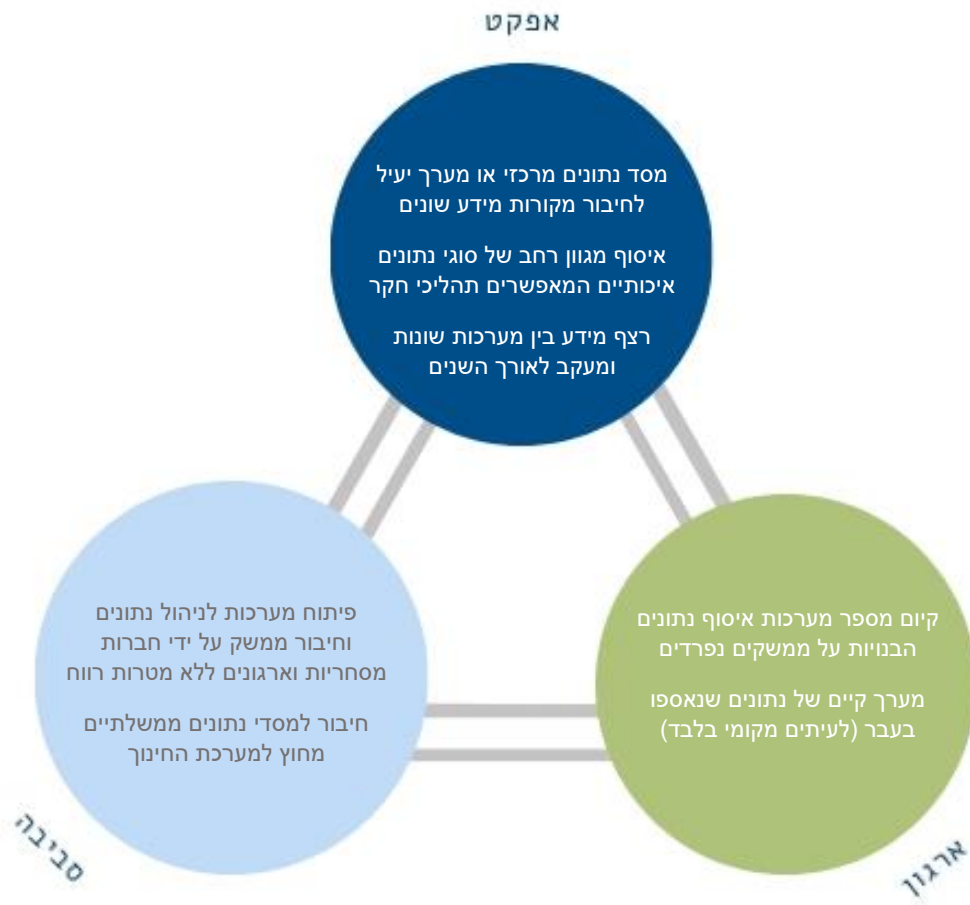 אפקט
מסד נתונים מרכזי או מערך יעיל
לחיבור מקורות מידע שונים
איסוף מגוון רחב של סוגי נתונים
איכותיים המאפשרים תהליכי חקר
רצף מידע בין מערכות שונות
ומעקב לאורך השנים
קיום מספר מערכות איסוף נתונים
הבנויות על ממשקים נפרדים
מערך קיים של נתונים שנאספו
בעבר (לעיתים מקומי בלבד)
ארגון
פיתוח מערכות לניהול נתונים
וחיבור ממשק על ידי חברות
מסחריות וארגונים ללא מטרות רווח
חיבור למסדי נתונים ממשלתיים
מחוץ למערכת החינוך
סביבה